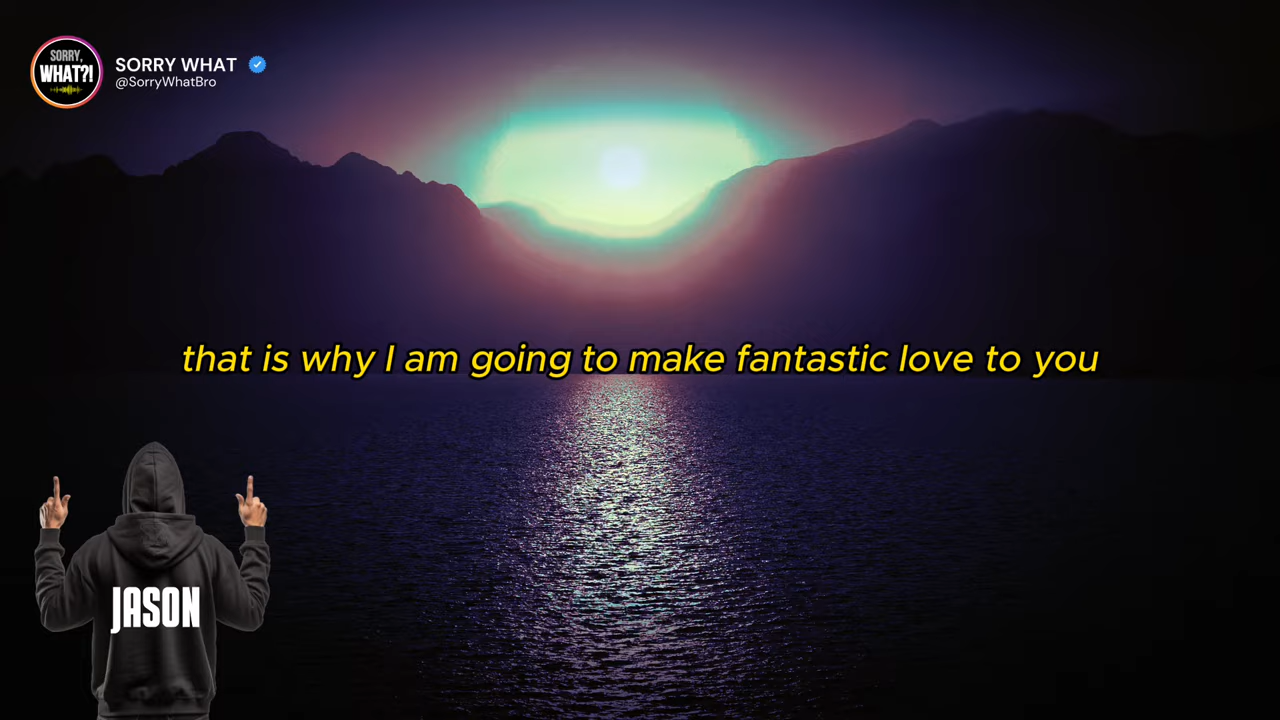 SORRY,
WHAT?!
SORRY WHAT
@SorryWhatBro
that is why I am going to make fantastic love to you
JASON